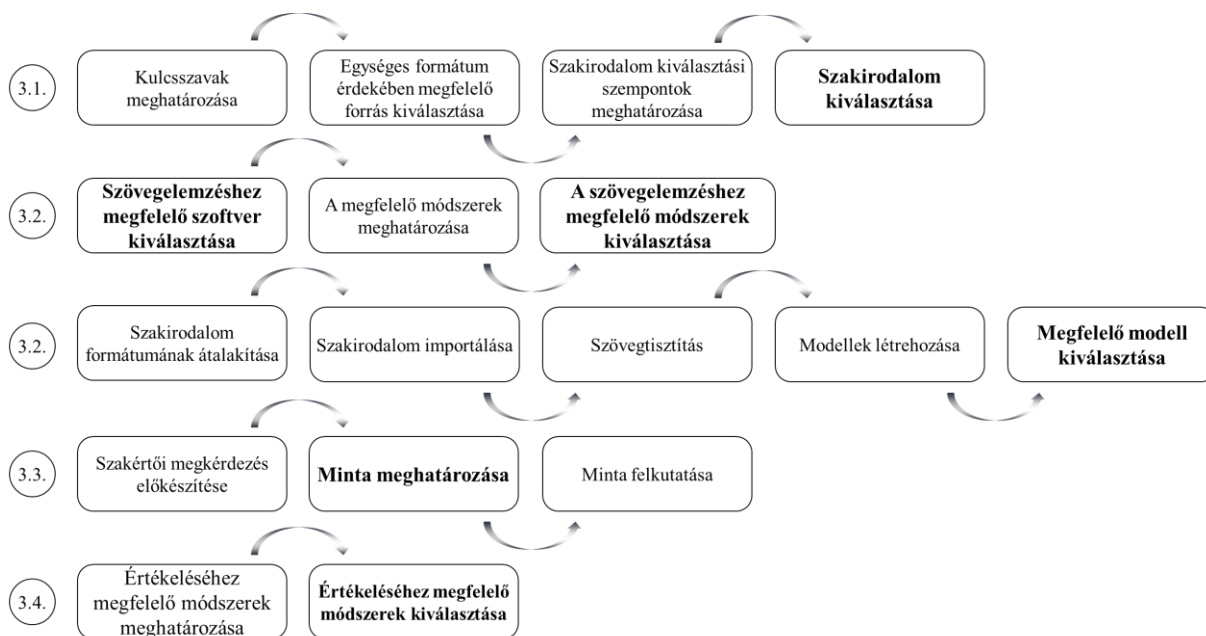 3.1.
Kulcsszavak
meghatározása
Egységes formátum
érdekében megfelelő
forrás kiválasztása
Szakirodalom kiválasztási
szempontok
meghatározása
Szakirodalom
kiválasztása
3.2.
Szövegelemzéshez
megfelelő szoftver
kiválasztása
A megfelelő módszerek
meghatározása
A szövegelemzéshez
megfelelő módszerek
kiválasztása
3.2.
Szakirodalom
formátumának átalakítása
Szakirodalom importálása
Szövegtisztítás
Modellek létrehozása
Megfelelő modell
kiválasztása
3.3.
Szakértői megkérdezés
előkészítése
Minta meghatározása
Minta felkutatása
3.4.
Értékeléséhez
megfelelő módszerek
meghatározása
Értékeléséhez megfelelő
módszerek kiválasztása